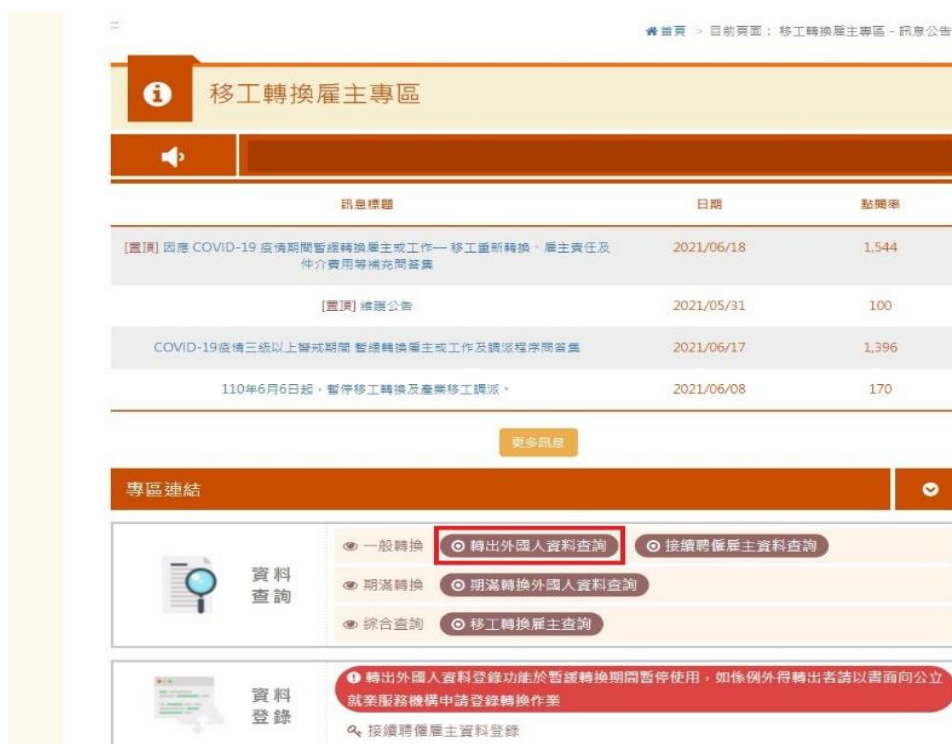 首頁 > 目前頁面： 移工轉換雇主專區 - 訊息公告
移工轉換雇主專區
訊息標題 日期 點閱率
[置頂] 因應 COVID-19 疫情期間暫緩轉換雇主或工作— 移工重新轉換、雇主責任及 2021/06/18 1,544
仲介費用等補充問答集
[置頂] 維護公告 2021/05/31 100
COVID-19疫情三級以上警戒期間 暫緩轉換雇主或工作及調派程序問答集 2021/06/17 1,396
110年6月6日起，暫停移工轉換及產業移工調派。 2021/06/08 170
更多訊息
專區連結
資料
查詢
一般轉換 轉出外國人資料查詢 接續聘僱雇主資料查詢
期滿轉換 期滿轉換外國人資料查詢
綜合查詢 移工轉換雇主查詢
資料
登錄
轉出外國人資料登錄功能於暫緩轉換期間暫停使用，如係例外得轉出者請以書面向公立
就業服務機構申請登錄轉換作業
接續聘僱雇主資料登錄